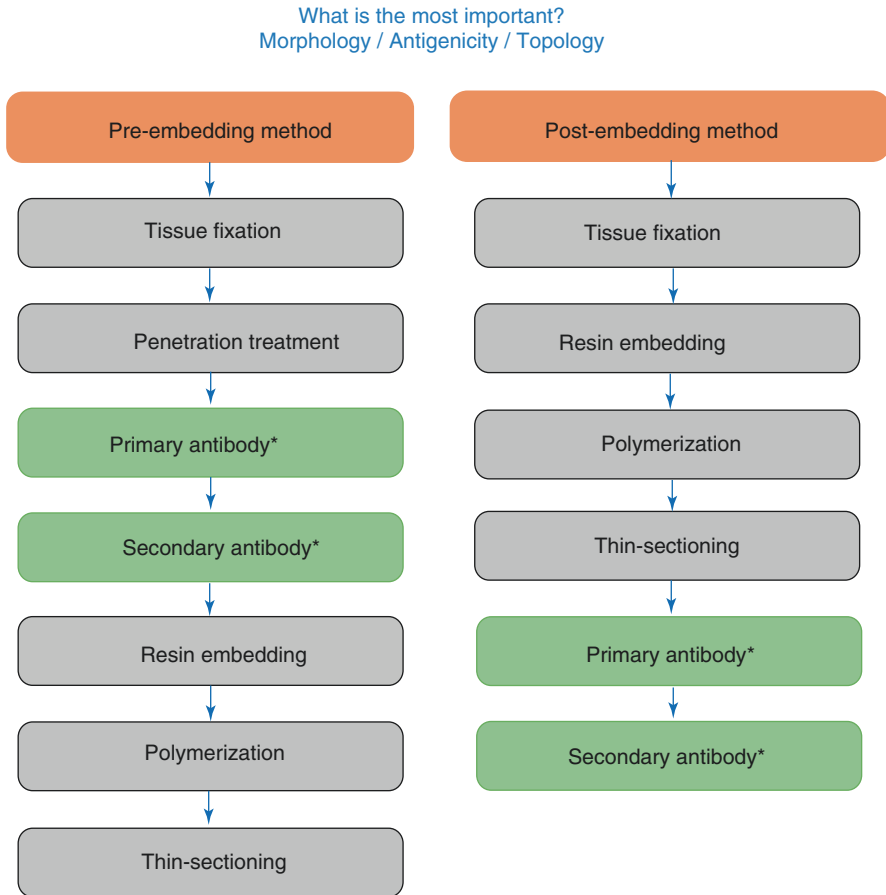 What is the most important?
Morphology / Antigenicity / Topology
Pre-embedding method
Tissue fixation
Penetration treatment
Primary antibody*
Secondary antibody*
Resin embedding
Polymerization
Thin-sectioning
Post-embedding method
Tissue fixation
Resin embedding
Polymerization
Thin-sectioning
Primary antibody*
Secondary antibody*